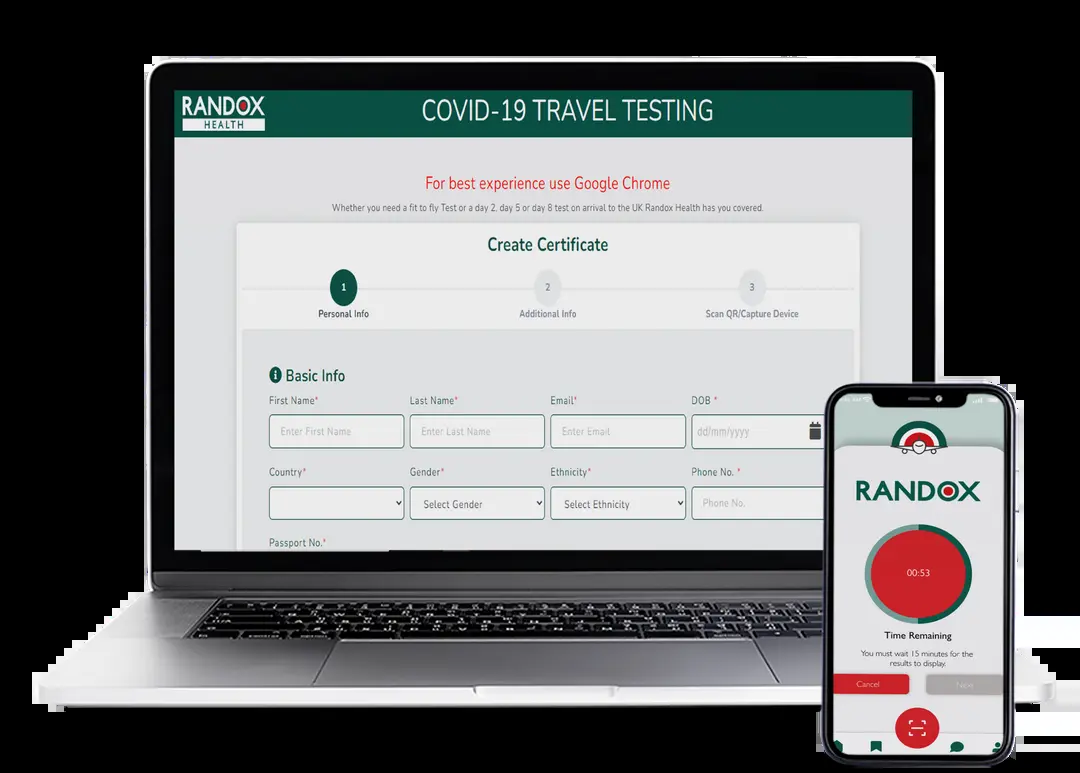 RANDOX
HEALTH
COVID-19 TRAVEL TESTING
For best experience use Google Chrome
Whether you need a fit to fly Test or a day 2, day 5 or day 8 test on arrival to the UK Randox Health has you covered.
Create Certificate
1
2
3
Personal Info
Additional Info
Scan QR/Capture Device
Basic Info
First Name*
Last Name*
Email*
DOB *
Enter First Name
Enter Last Name
Enter Email
dd/mm/yyyy
Country*
Gender*
Ethnicity*
Phone No. *
Select Gender
Select Ethnicity
Phone No.
Passport No.*
RANDOX
00:53
Time Remaining
You must wait 15 minutes for the
results to display.
Cancel